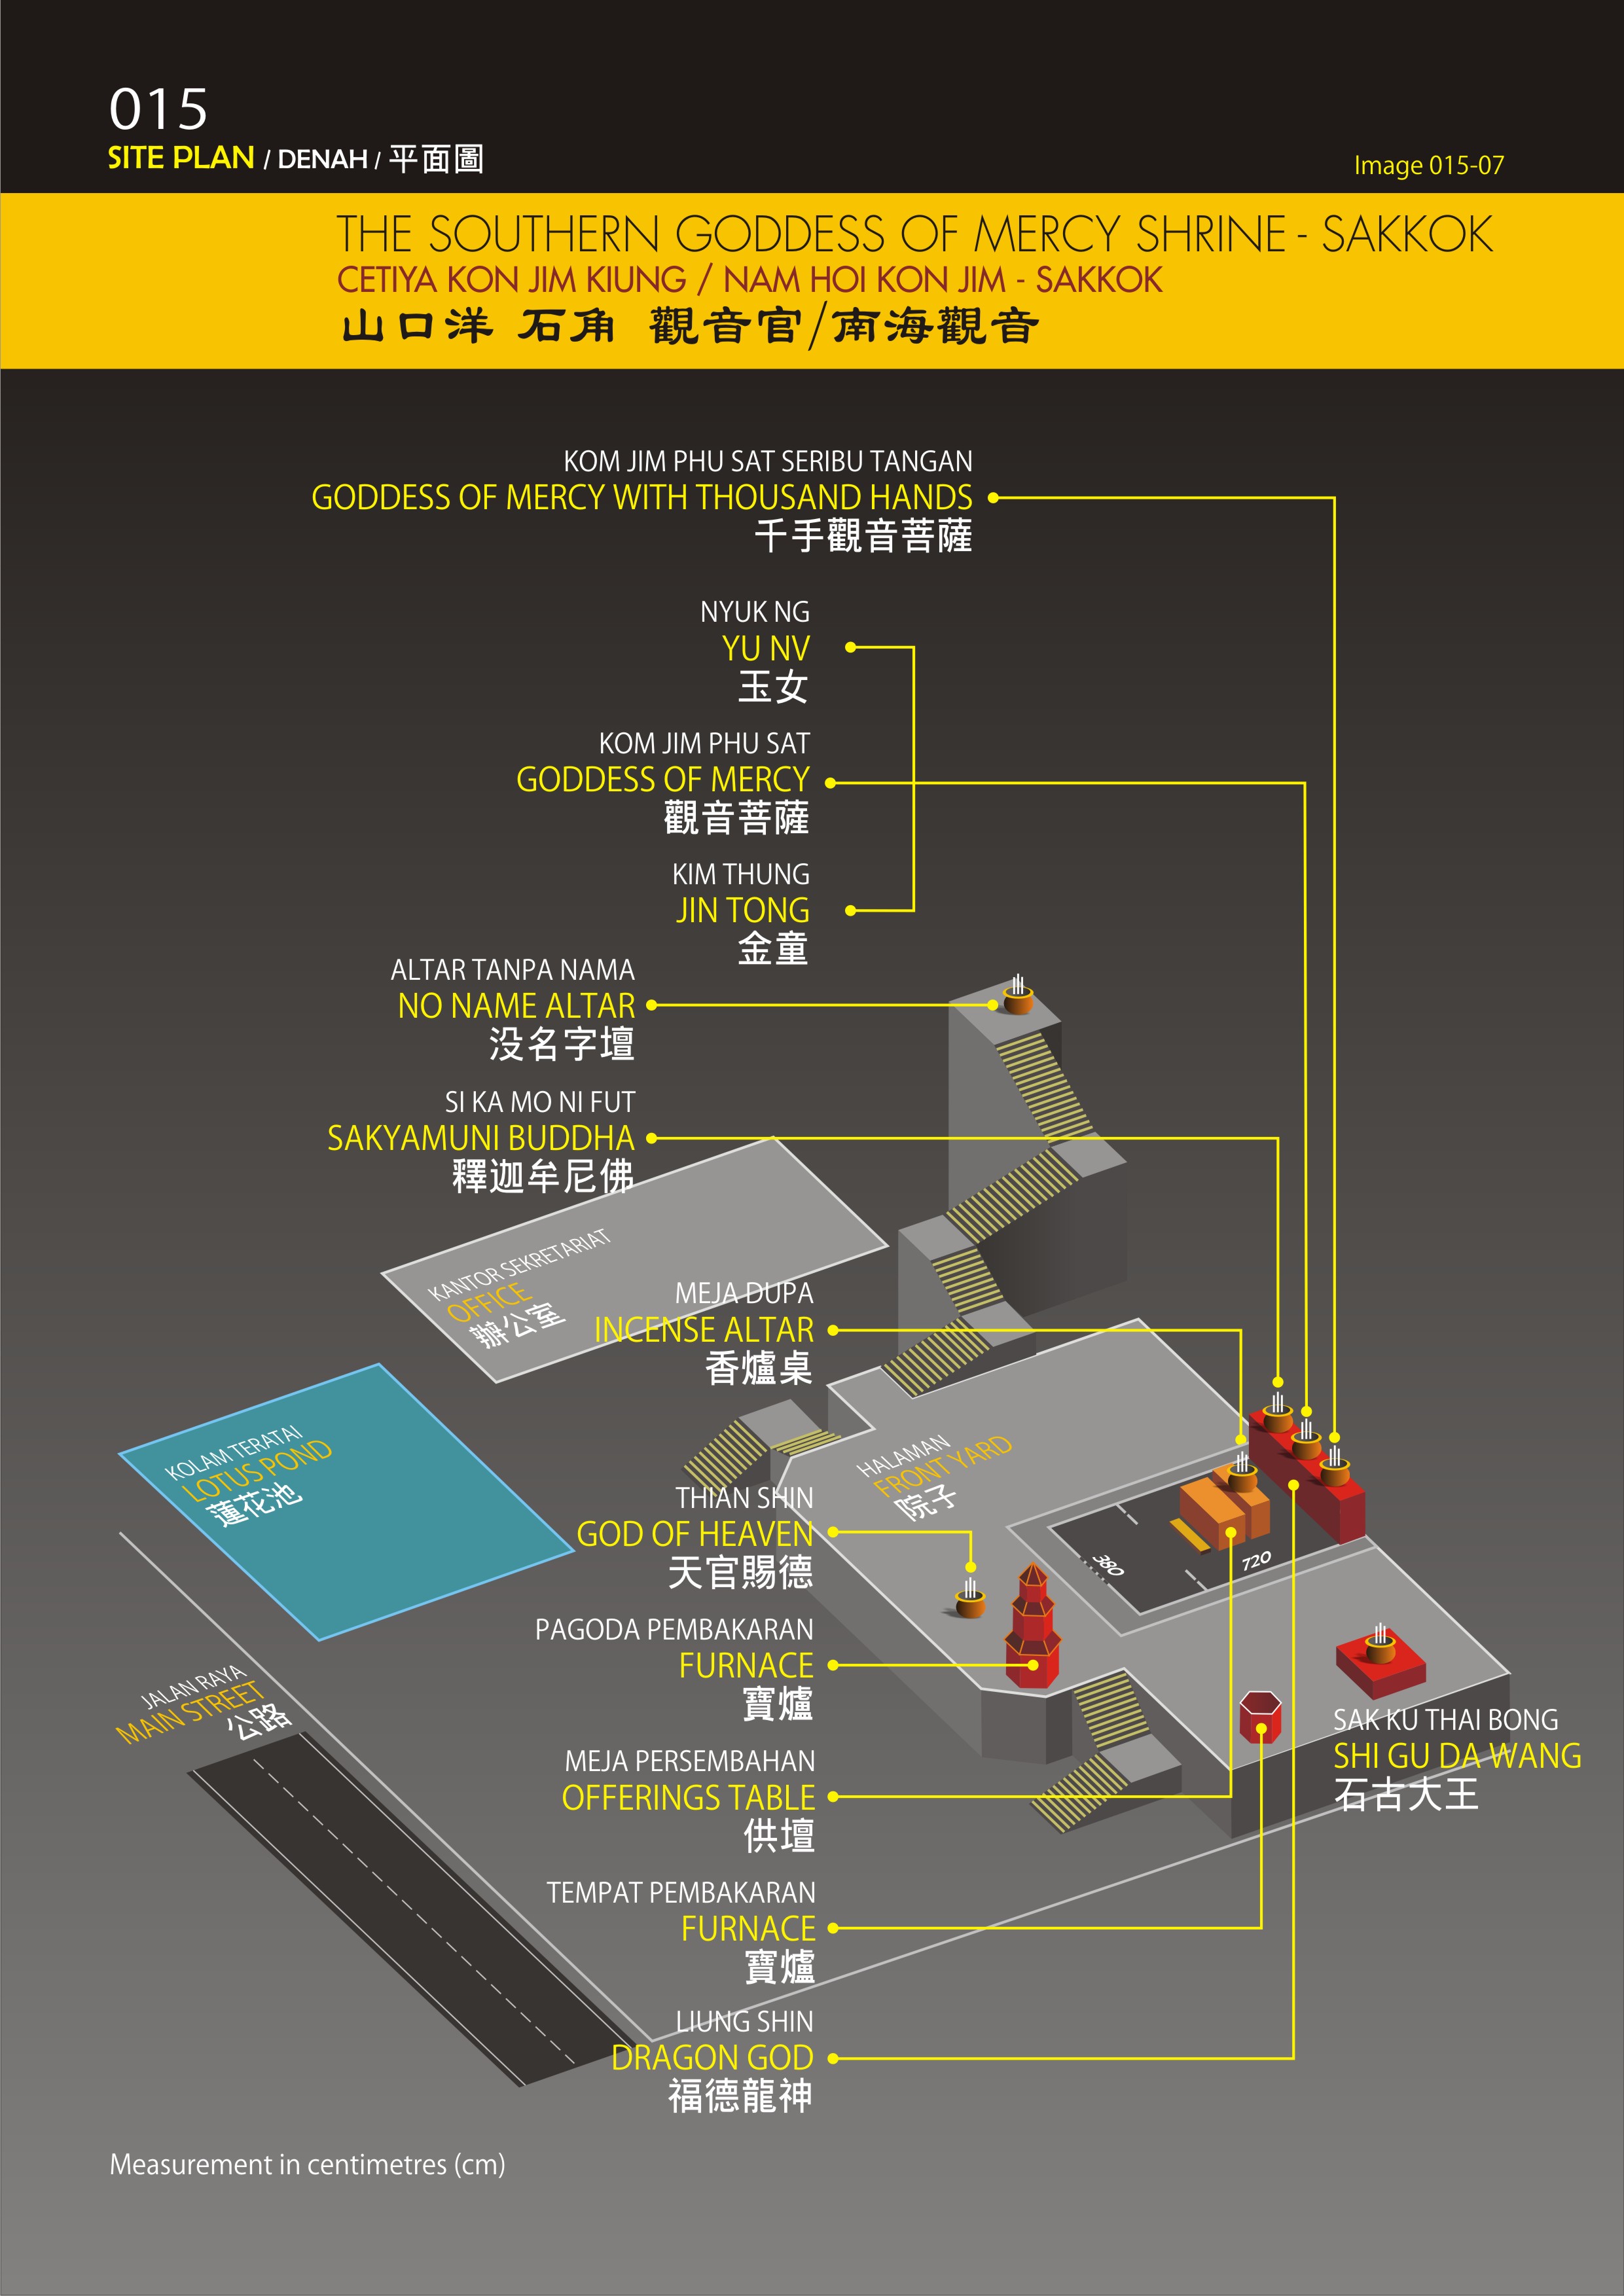 015
SITE PLAN / DENAH / 平面圖
Image 015-07
THE SOUTHERN GODDESS OF MERCY SHRINE - SAKKOK
CETIYA KON JIM KIUNG / NAM HOI KON JIM - SAKKOK
山口洋 石角 觀音官/南海觀音
KOM JIM PHU SAT SERIBU TANGAN
GODDESS OF MERCY WITH THOUSAND HANDS
千手觀音菩薩
NYUK NG
YU NV
玉女
KOM JIM PHU SAT
GODDESS OF MERCY
觀音菩薩
KIM THUNG
JIN TONG
金童
ALTAR TANPA NAMA
NO NAME ALTAR
没名字壇
SI KA MO NI FUT
SAKYAMUNI BUDDHA
釋迦牟尼佛
KANTOR SEKRETARIAT
OFFICE
辦公室
MEJA DUPA
INCENSE ALTAR
香爐桌
KOLAM TERATAI
LOTUS POND
蓮花池
HALAMAN
FRONT YARD
院子
THIAN SHIN
GOD OF HEAVEN
天官賜德
380
720
PAGODA PEMBAKARAN
FURNACE
寶爐
JALAN RAYA
MAIN STREET
公路
SAK KU THAI BONG
SHI GU DA WANG
石古大王
MEJA PERSEMBAHAN
OFFERINGS TABLE
供壇
TEMPAT PEMBAKARAN
FURNACE
寶爐
LIUNG SHIN
DRAGON GOD
福德龍神
Measurement in centimetres (cm)